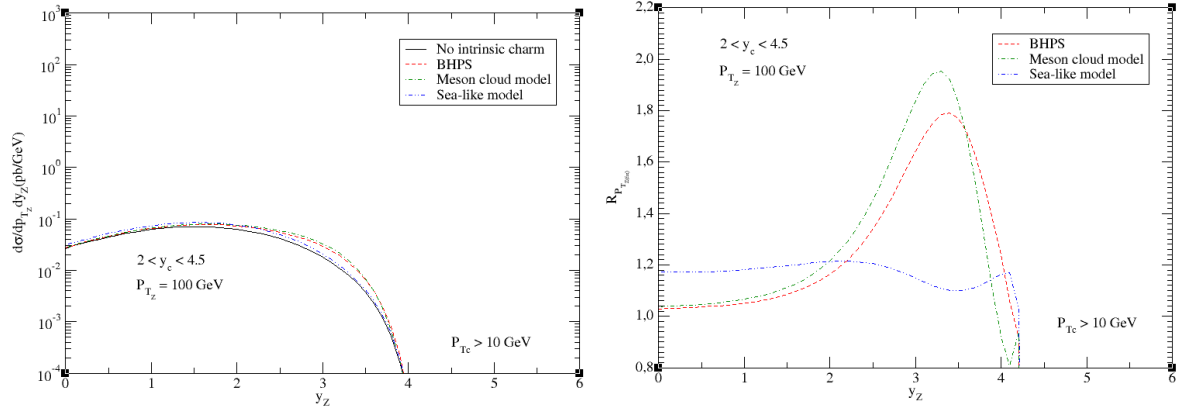 10^3
10^2
10^1
10^0
10^-1
10^-2
10^-3
10^-4
dσ/dp_{T_Z}dy_Z(pb/GeV)
No intrinsic charm
BHPS
Meson cloud model
Sea-like model
2 < y_c < 4.5
P_{T_Z} = 100 GeV
P_{Tc} > 10 GeV
0 1 2 3 4 5 6
y_Z
2,2
2,0
1,8
1,6
1,4
1,2
1,0
0,8
2 < y_c < 4.5
P_{T_Z} = 100 GeV
BHPS
Meson cloud model
Sea-like model
P_{Tc} > 10 GeV
0 1 2 3 4 5 6
y_Z